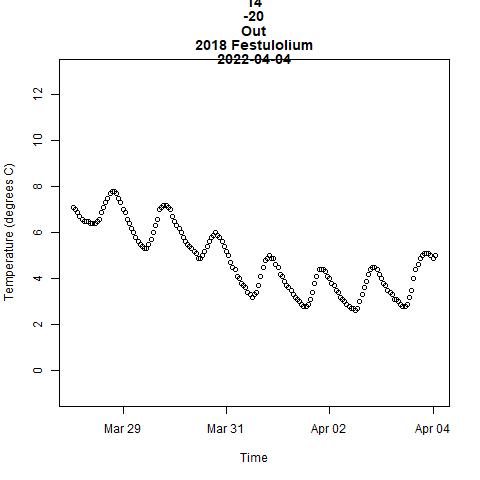 14
-20
Out
2018 Festulolium
2022-04-04
Temperature (degrees C)
12
10
8
6
4
2
0
Mar 29
Mar 31
Apr 02
Apr 04
Time